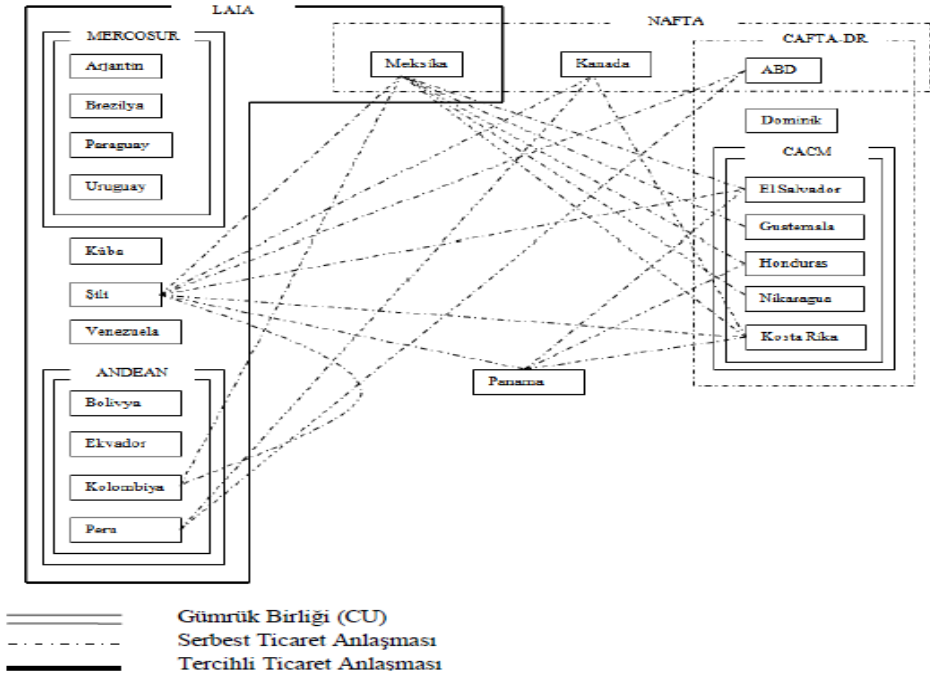 LAIA
NAFTA
MERCOSUR
CAFTA-DR
Arjantin
Meksika
Kanada
ABD
Brezilya
Dominik
Paraguay
CACM
Uruguay
El Salvador
Guatemala
Küba
Honduras
Şili
Nikaragua
Venezuela
Kosta Rika
ANDEAN
Panama
Bolivya
Ekvador
Kolombiya
Peru
Gümrük Birliği (CU)
Serbest Ticaret Anlaşması
Tercihli Ticaret Anlaşması